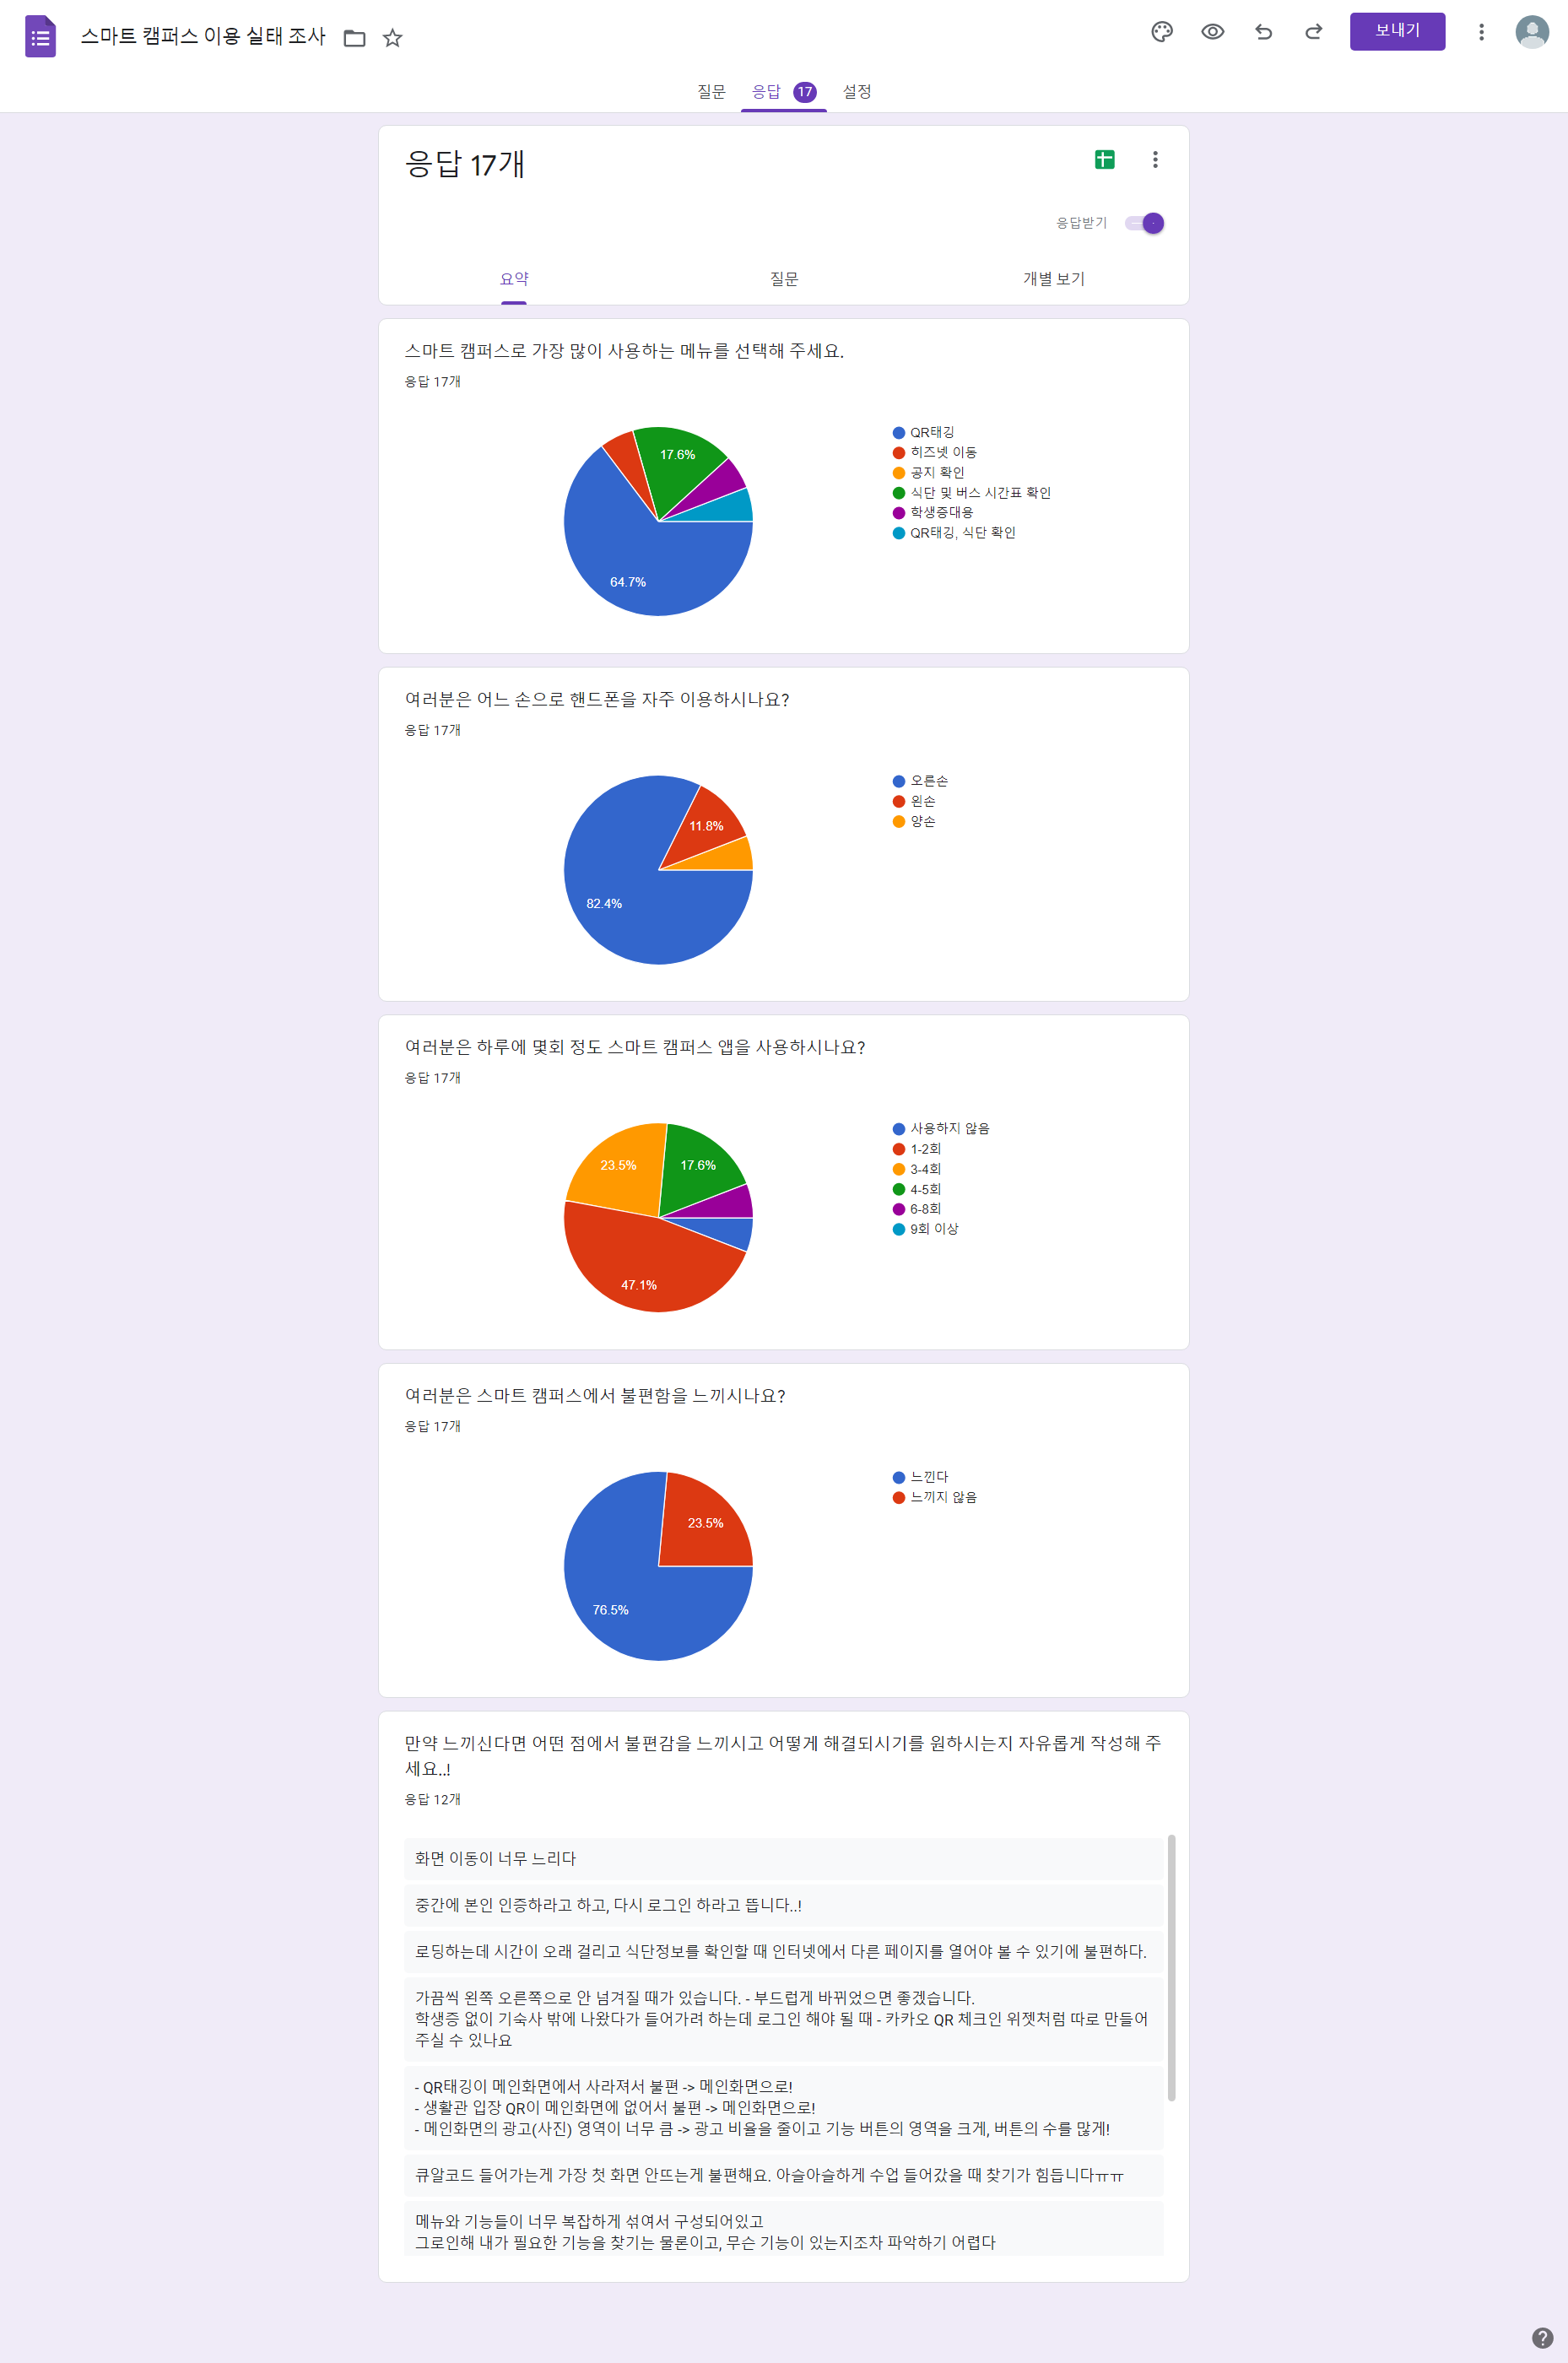 스마트 캠퍼스 이용 실태 조사
보내기
질문
응답 17
설정
응답 17개
응답받기
요약
질문
개별 보기
스마트 캠퍼스로 가장 많이 사용하는 메뉴를 선택해 주세요.
응답 17개
17.6%
64.7%
QR태깅
히즈넷 이동
공지 확인
식단 및 버스 시간표 확인
학생증대용
QR태깅, 식단 확인
여러분은 어느 손으로 핸드폰을 자주 이용하시나요?
응답 17개
11.8%
82.4%
오른손
왼손
양손
여러분은 하루에 몇회 정도 스마트 캠퍼스 앱을 사용하시나요?
응답 17개
23.5%
17.6%
47.1%
사용하지 않음
1-2회
3-4회
4-5회
6-8회
9회 이상
여러분은 스마트 캠퍼스에서 불편함을 느끼시나요?
응답 17개
23.5%
76.5%
느낀다
느끼지 않음
만약 느끼신다면 어떤 점에서 불편감을 느끼시고 어떻게 해결되시기를 원하시는지 자유롭게 작성해 주
세요..!
응답 12개
화면 이동이 너무 느리다
중간에 본인 인증하라고 하고, 다시 로그인 하라고 뜹니다..!
로딩하는데 시간이 오래 걸리고 식단정보를 확인할 때 인터넷에서 다른 페이지를 열어야 볼 수 있기에 불편하다.
가끔씩 왼쪽 오른쪽으로 안 넘겨질 때가 있습니다. - 부드럽게 바뀌었으면 좋겠습니다.
학생증 없이 기숙사 밖에 나왔다가 들어가려 하는데 로그인 해야 될 때 - 카카오 QR 체크인 위젯처럼 따로 만들어
주실 수 있나요
- QR태깅이 메인화면에서 사라져서 불편 -> 메인화면으로!
- 생활관 입장 QR이 메인화면에 없어서 불편 -> 메인화면으로!
- 메인화면의 광고(사진) 영역이 너무 큼 -> 광고 비율을 줄이고 기능 버튼의 영역을 크게, 버튼의 수를 많게!
큐알코드 들어가는게 가장 첫 화면 안뜨는게 불편해요. 아슬아슬하게 수업 들어갔을 때 찾기가 힘듭니다ㅠㅠ
메뉴와 기능들이 너무 복잡하게 섞여서 구성되어있고
그로인해 내가 필요한 기능을 찾기는 물론이고, 무슨 기능이 있는지조차 파악하기 어렵다